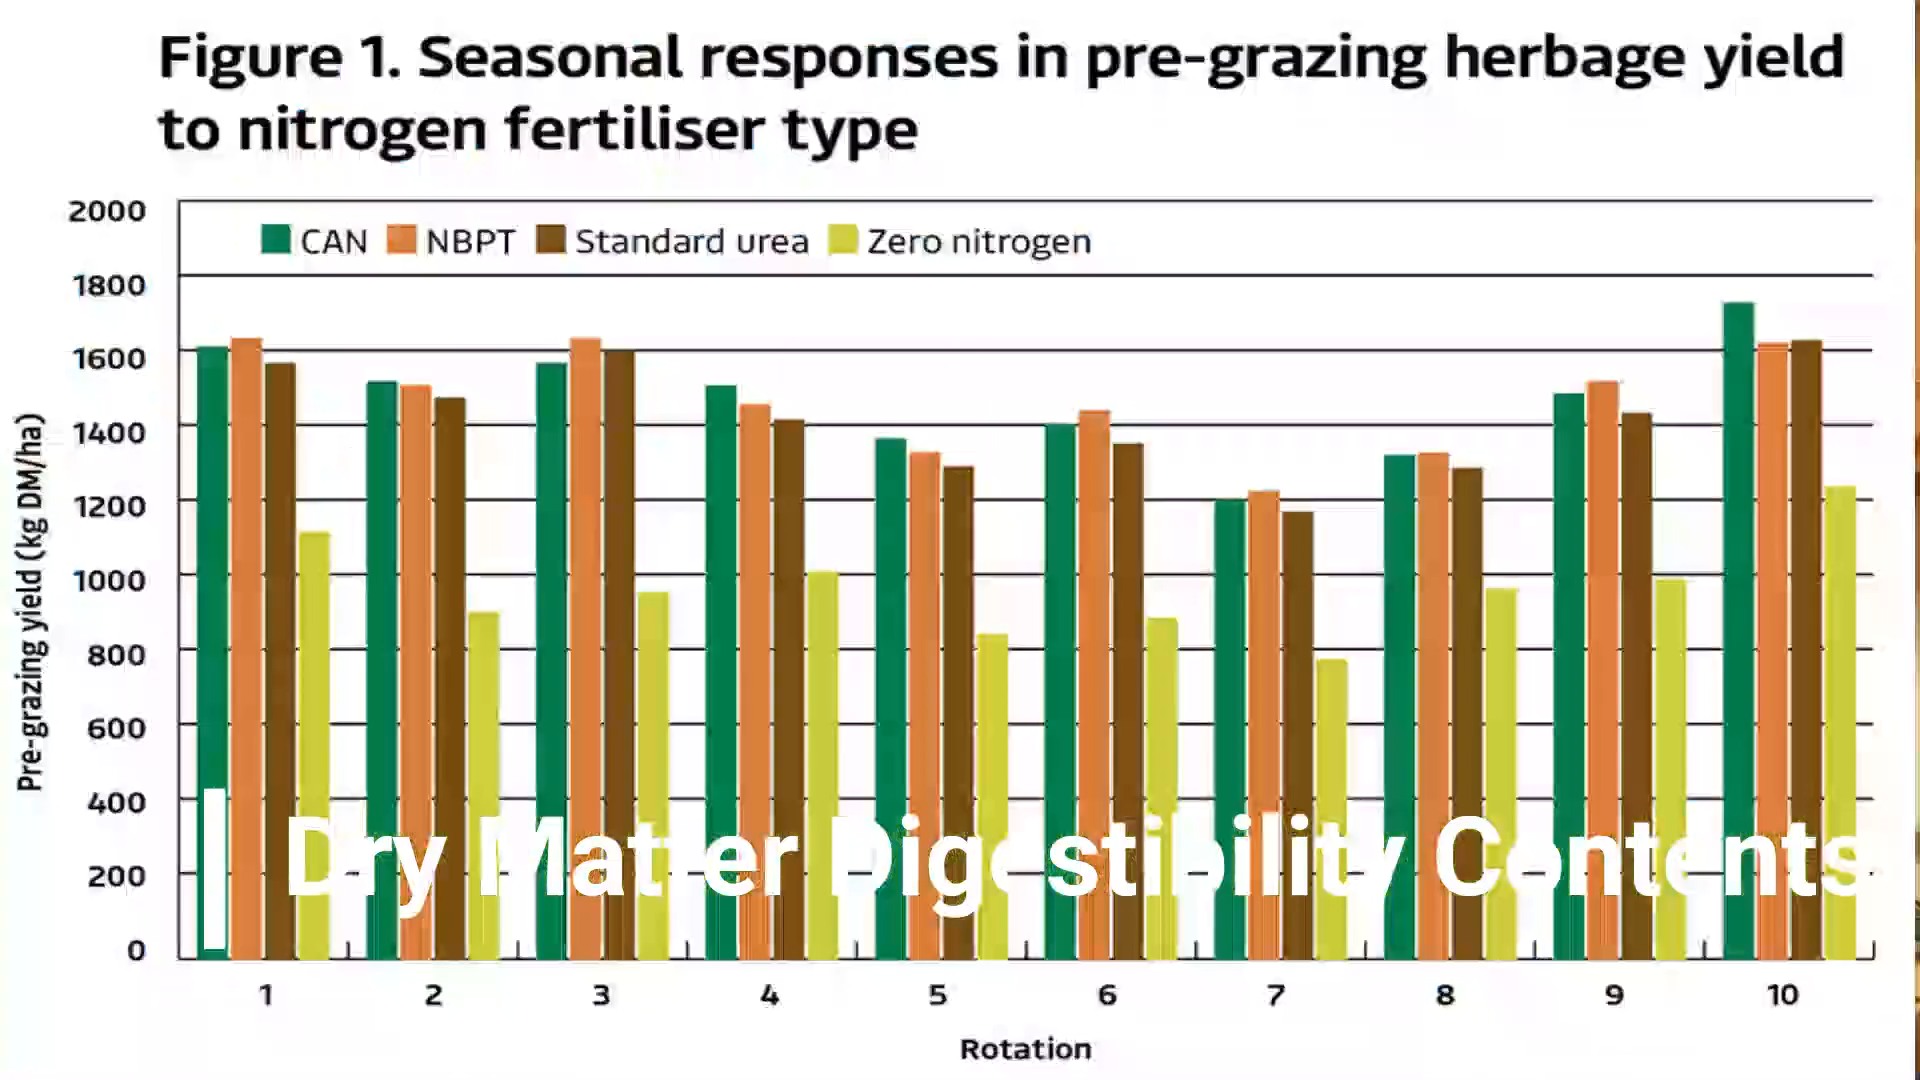 Figure 1. Seasonal responses in pre-grazing herbage yield
to nitrogen fertiliser type
CAN NBPT Standard urea Zero nitrogen
Pre-grazing yield (kg DM/ha)
2000
1800
1600
1400
1200
1000
800
600
400
200
0
Dry Matter Digestibility Contents
1 2 3 4 5 6 7 8 9 10
Rotation